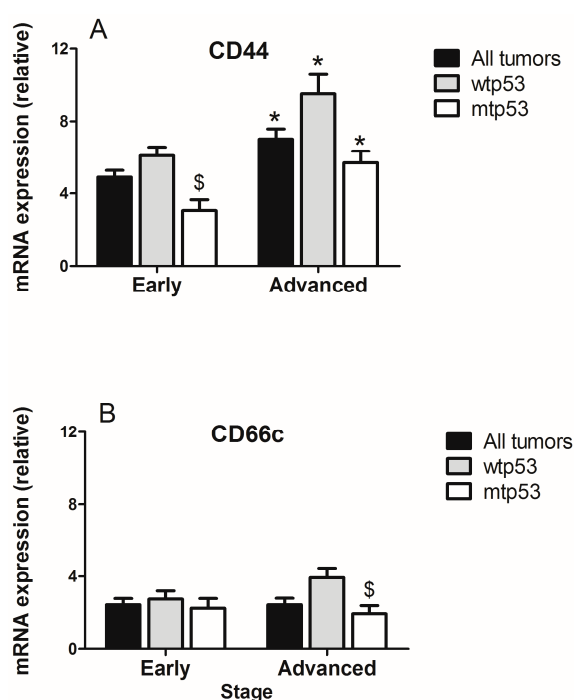 A
CD44
mRNA expression (relative)
12
8
4
0
$
*
*
*
Early
Advanced
All tumors
wtp53
mtp53
B
CD66c
mRNA expression (relative)
12
8
4
0
$
Early
Advanced
Stage
All tumors
wtp53
mtp53